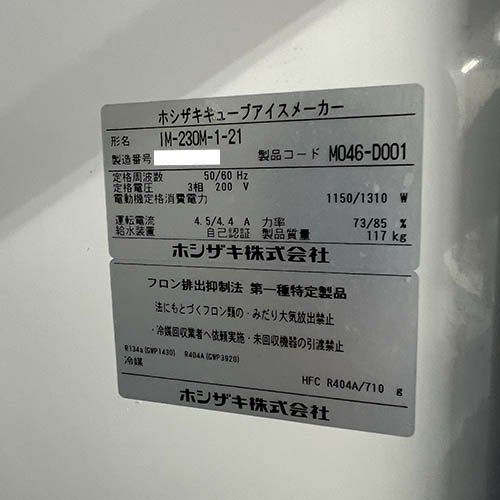 ホシザキキューブアイスメーカー
形名 IM-230M-1-21
製造番号 製品コード M046-D001
定格周波数 50/60 Hz
定格電圧 3相 200 V
電動機定格消費電力 1150/1310 W
運転電流 4.5/4.4 A 力率 73/85 %
給水装置 自己認証 製品質量 117 kg
ホシザキ株式会社
フロン排出抑制法 第一種特定製品
法にもとづくフロン類の・みだり大気放出禁止
・冷媒回収業者へ依頼実施・未回収機器の引渡禁止
R134a(GWP1430) R404A(GWP3920)
冷媒 HFC R404A/710 g
ホシザキ株式会社